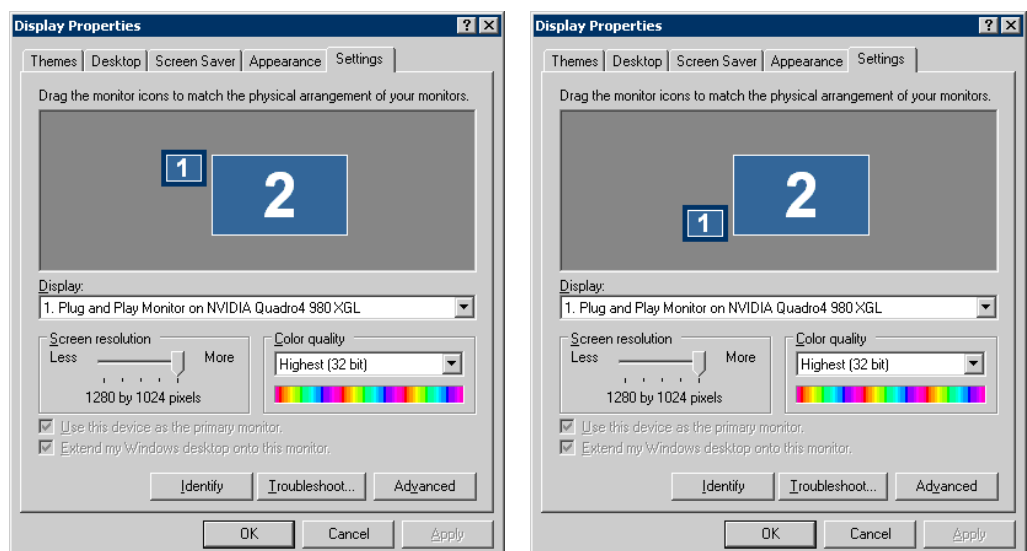 Display Properties
Themes Desktop Screen Saver Appearance Settings
Drag the monitor icons to match the physical arrangement of your monitors.
1
2
Display:
1. Plug and Play Monitor on NVIDIA Quadro4 980 XGL
Screen resolution
Less More
1280 by 1024 pixels
Color quality
Highest (32 bit)
Use this device as the primary monitor.
Extend my Windows desktop onto this monitor.
Identify Troubleshoot... Advanced
OK Cancel Apply
Display Properties
Themes Desktop Screen Saver Appearance Settings
Drag the monitor icons to match the physical arrangement of your monitors.
2
1
Display:
1. Plug and Play Monitor on NVIDIA Quadro4 980 XGL
Screen resolution
Less More
1280 by 1024 pixels
Color quality
Highest (32 bit)
Use this device as the primary monitor.
Extend my Windows desktop onto this monitor.
Identify Troubleshoot... Advanced
OK Cancel Apply